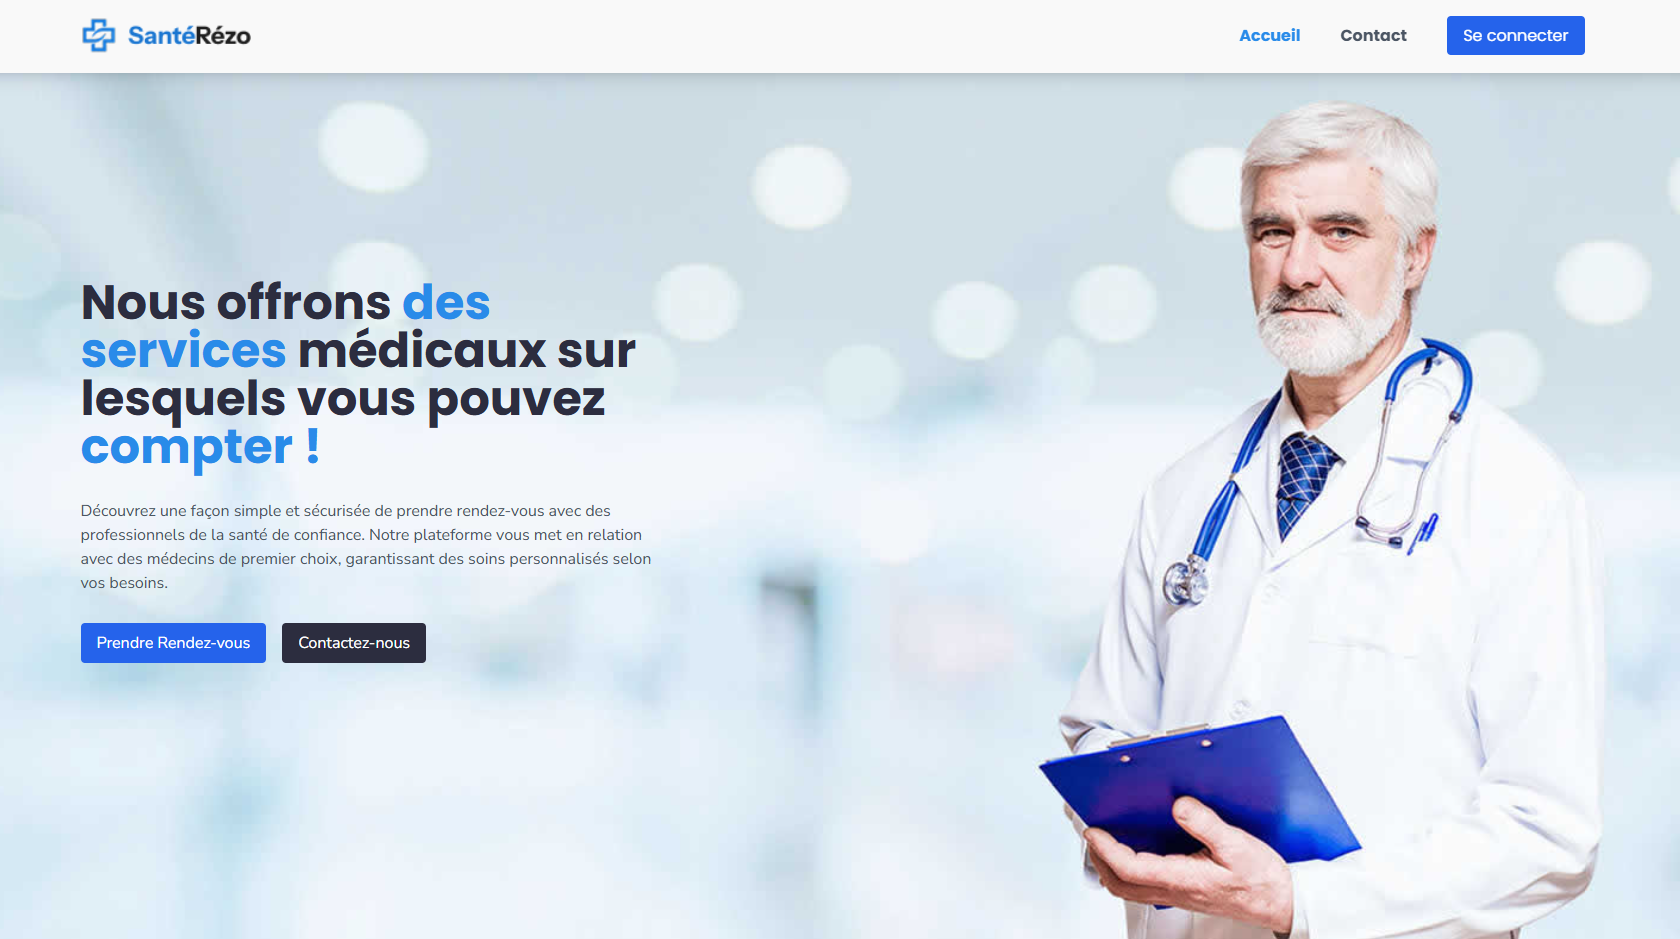 SantéRézo
Accueil
Contact
Se connecter
Nous offrons des
services médicaux sur
lesquels vous pouvez
compter !
Découvrez une façon simple et sécurisée de prendre rendez-vous avec des
professionnels de la santé de confiance. Notre plateforme vous met en relation
avec des médecins de premier choix, garantissant des soins personnalisés selon
vos besoins.
Prendre Rendez-vous
Contactez-nous